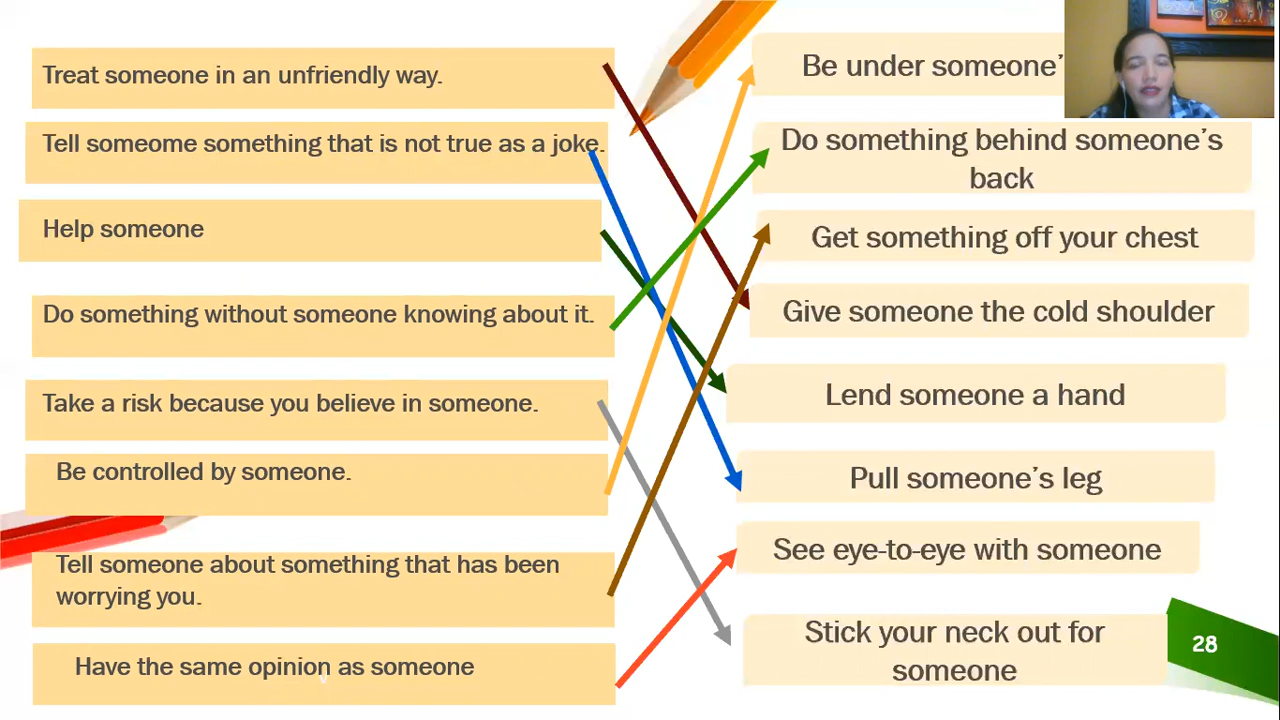 Treat someone in an unfriendly way.
Tell someome something that is not true as a joke.
Help someone
Do something without someone knowing about it.
Take a risk because you believe in someone.
Be controlled by someone.
Tell someone about something that has been
worrying you.
Have the same opinion as someone
Be under someone’
Do something behind someone’s
back
Get something off your chest
Give someone the cold shoulder
Lend someone a hand
Pull someone’s leg
See eye-to-eye with someone
Stick your neck out for
someone
28